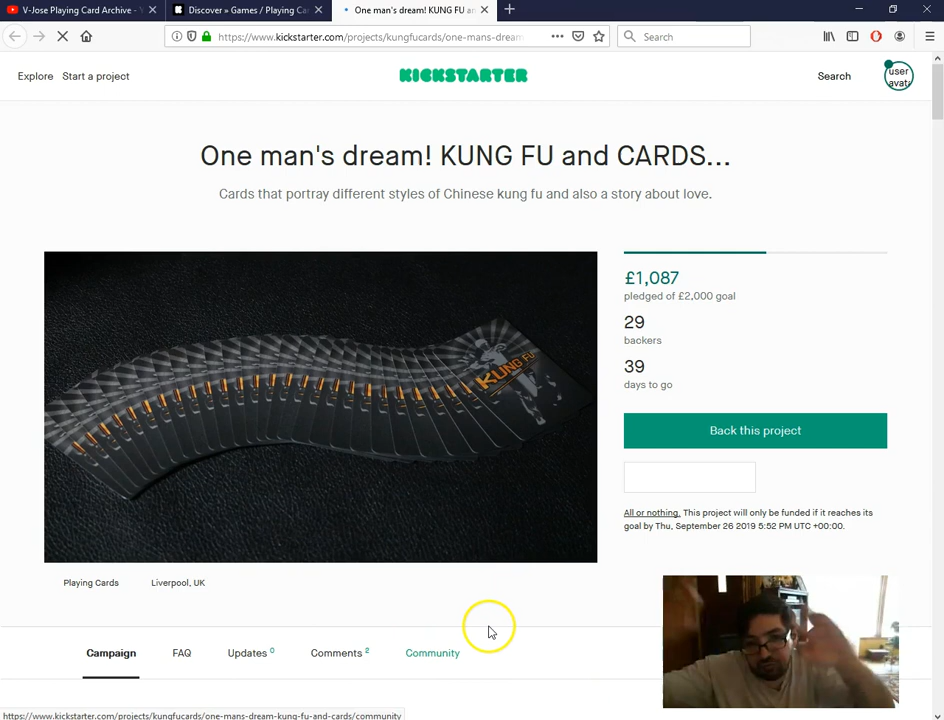 V-Jose Playing Card Archive - Y
Discover » Games / Playing Ca
One man's dream! KUNG FU an
https://www.kickstarter.com/projects/kungfucards/one-mans-dream
Search
Explore
Start a project
KICKSTARTER
Search
user
avata
One man's dream! KUNG FU and CARDS...
Cards that portray different styles of Chinese kung fu and also a story about love.
KUNG FU
£1,087
pledged of £2,000 goal
29
backers
39
days to go
Back this project
All or nothing. This project will only be funded if it reaches its
goal by Thu, September 26 2019 5:52 PM UTC +00:00.
Playing Cards
Liverpool, UK
Campaign
FAQ
Updates 0
Comments 2
Community
https://www.kickstarter.com/projects/kungfucards/one-mans-dream-kung-fu-and-cards/community